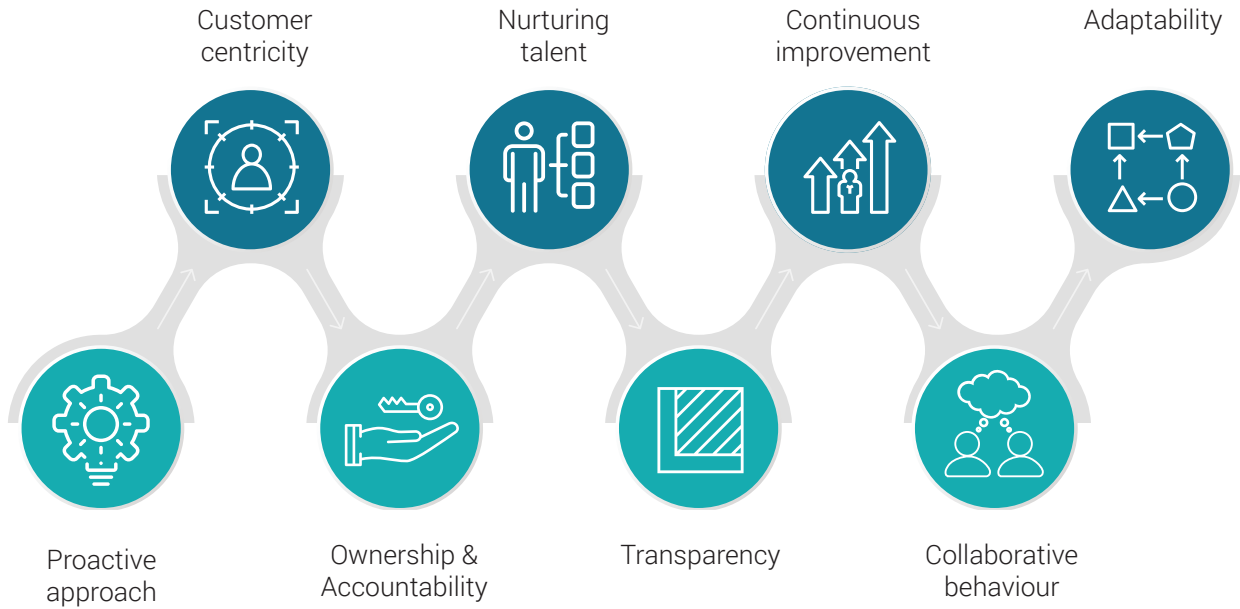 Customer
centricity
Nurturing
talent
Continuous
improvement
Adaptability
Proactive
approach
Ownership &
Accountability
Transparency
Collaborative
behaviour